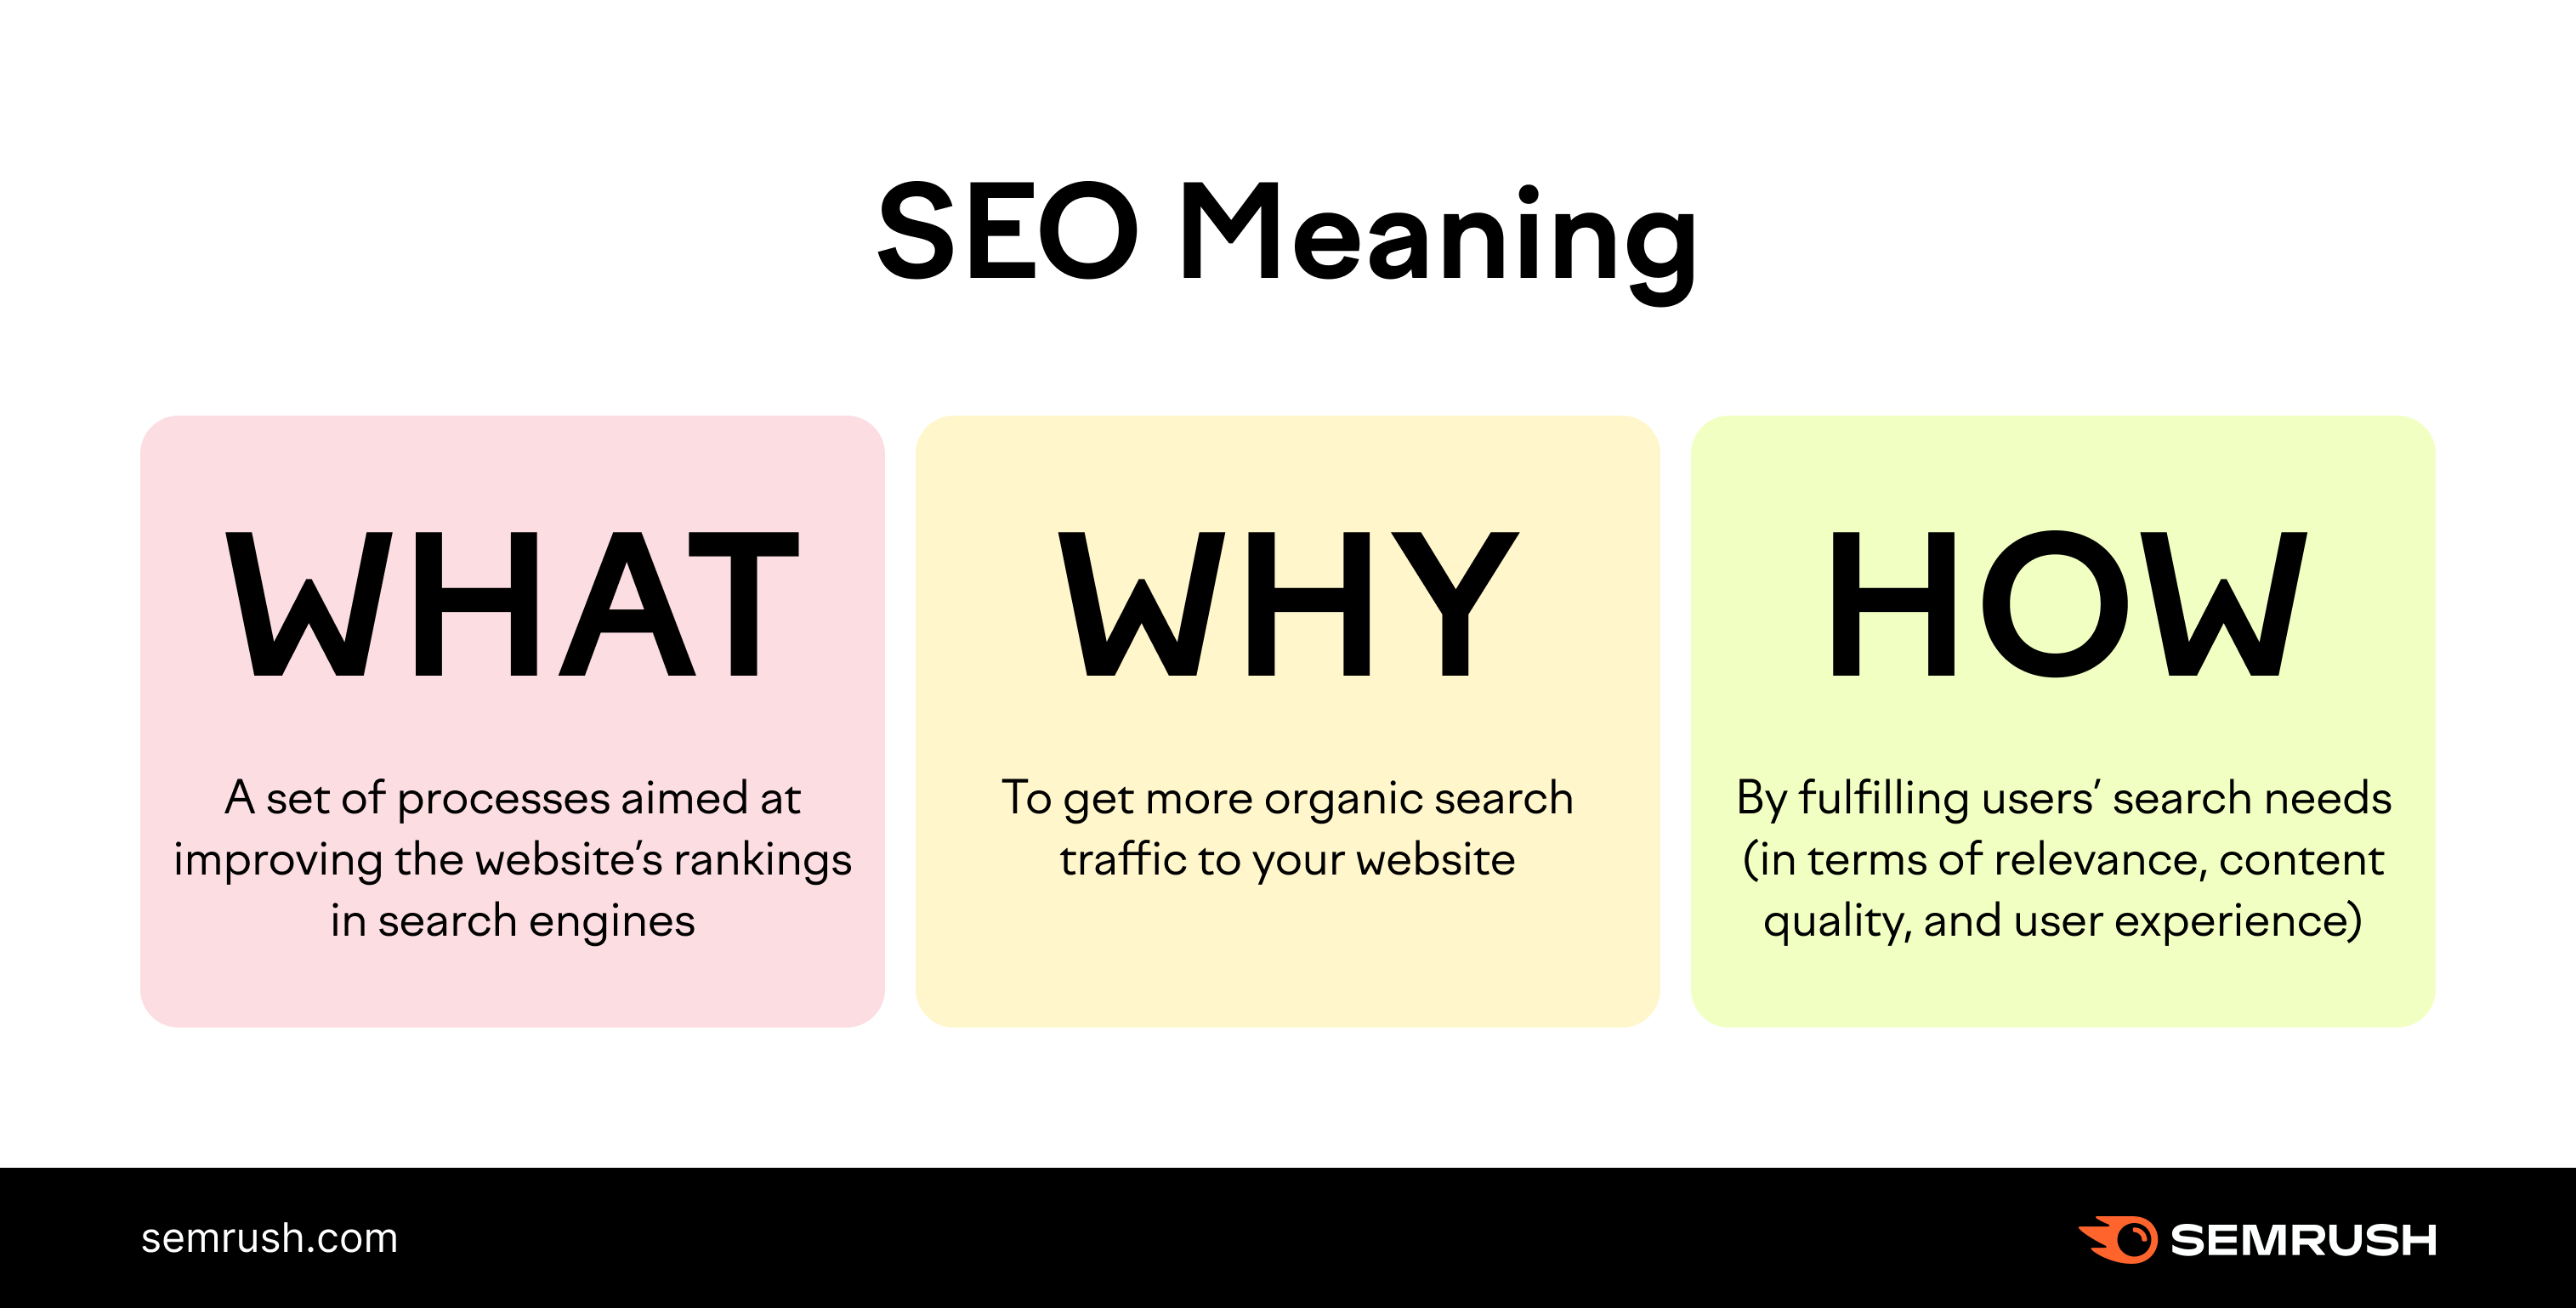 SEO Meaning
WHAT
A set of processes aimed at
improving the website’s rankings
in search engines
WHY
To get more organic search
traffic to your website
HOW
By fulfilling users’ search needs
(in terms of relevance, content
quality, and user experience)
semrush.com
SEMRUSH